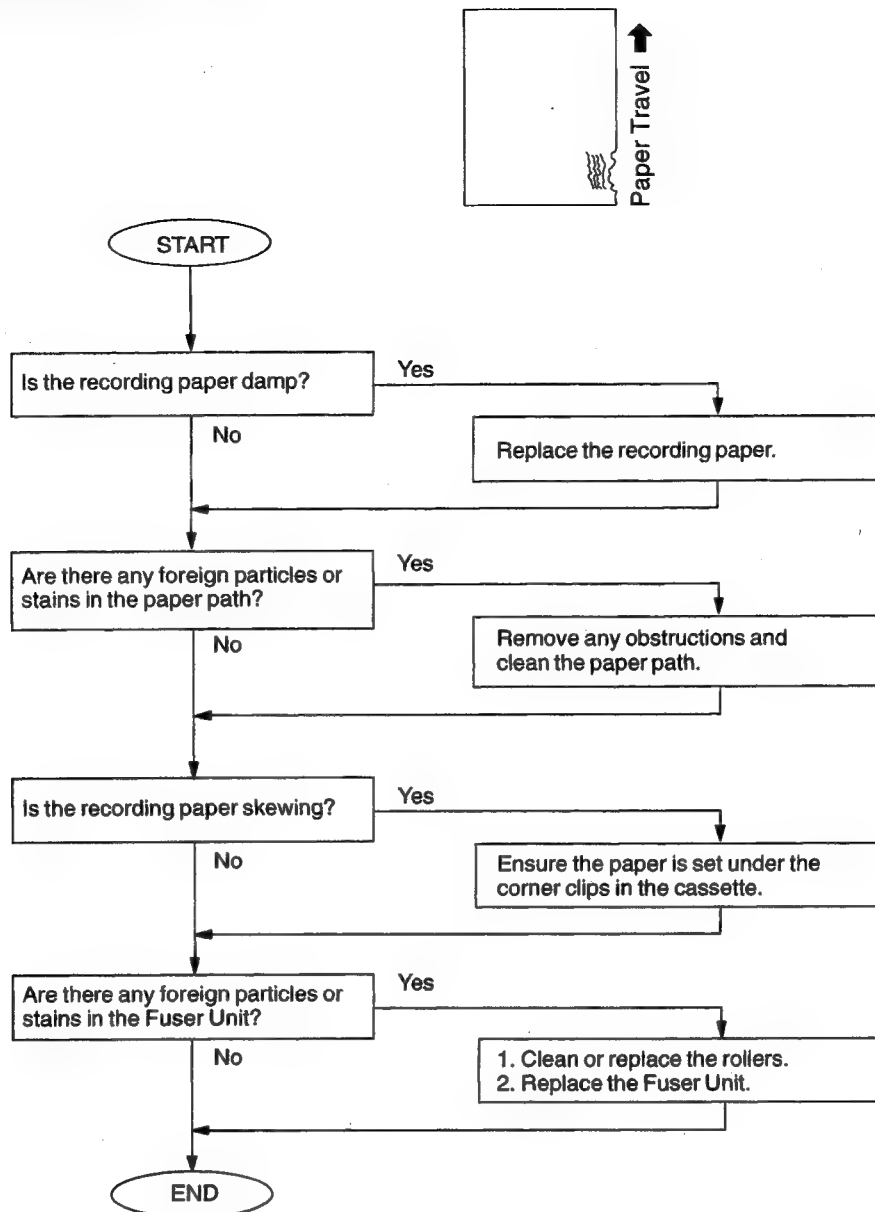 Paper Travel
START
Is the recording paper damp?
Yes
No
Replace the recording paper.
Are there any foreign particles or
stains in the paper path?
Yes
No
Remove any obstructions and
clean the paper path.
Is the recording paper skewing?
Yes
No
Ensure the paper is set under the
corner clips in the cassette.
Are there any foreign particles or
stains in the Fuser Unit?
Yes
No
1. Clean or replace the rollers.
2. Replace the Fuser Unit.
END